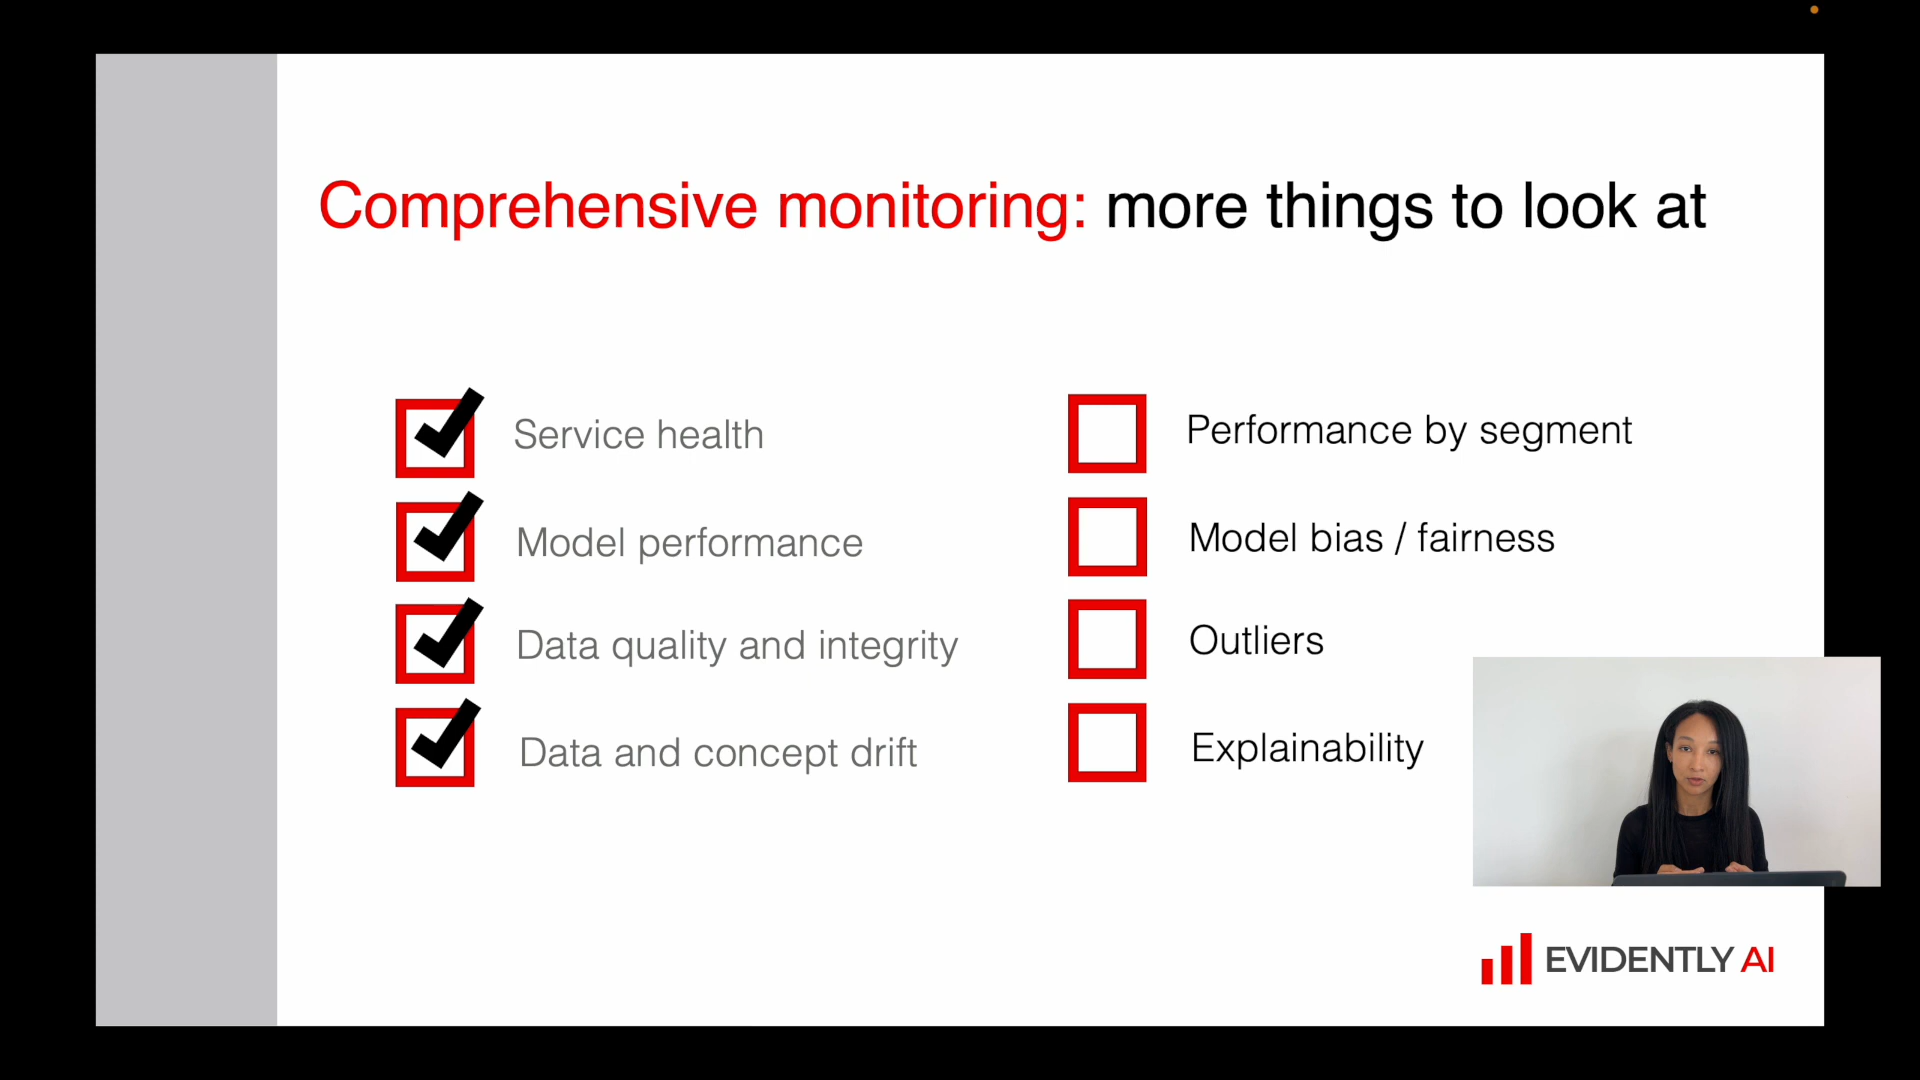 Comprehensive monitoring: more things to look at
Service health
Model performance
Data quality and integrity
Data and concept drift
Performance by segment
Model bias / fairness
Outliers
Explainability
EVIDENTLY AI